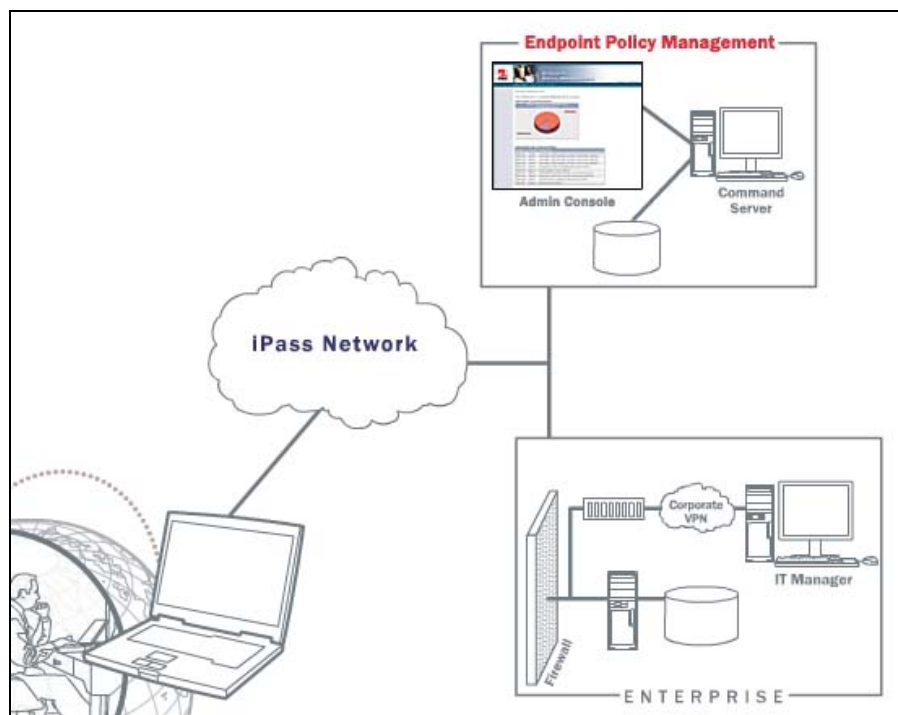 Endpoint Policy Management
Admin Console
Command
Server
iPass Network
Corporate
VPN
IT Manager
Firewall
ENTERPRISE